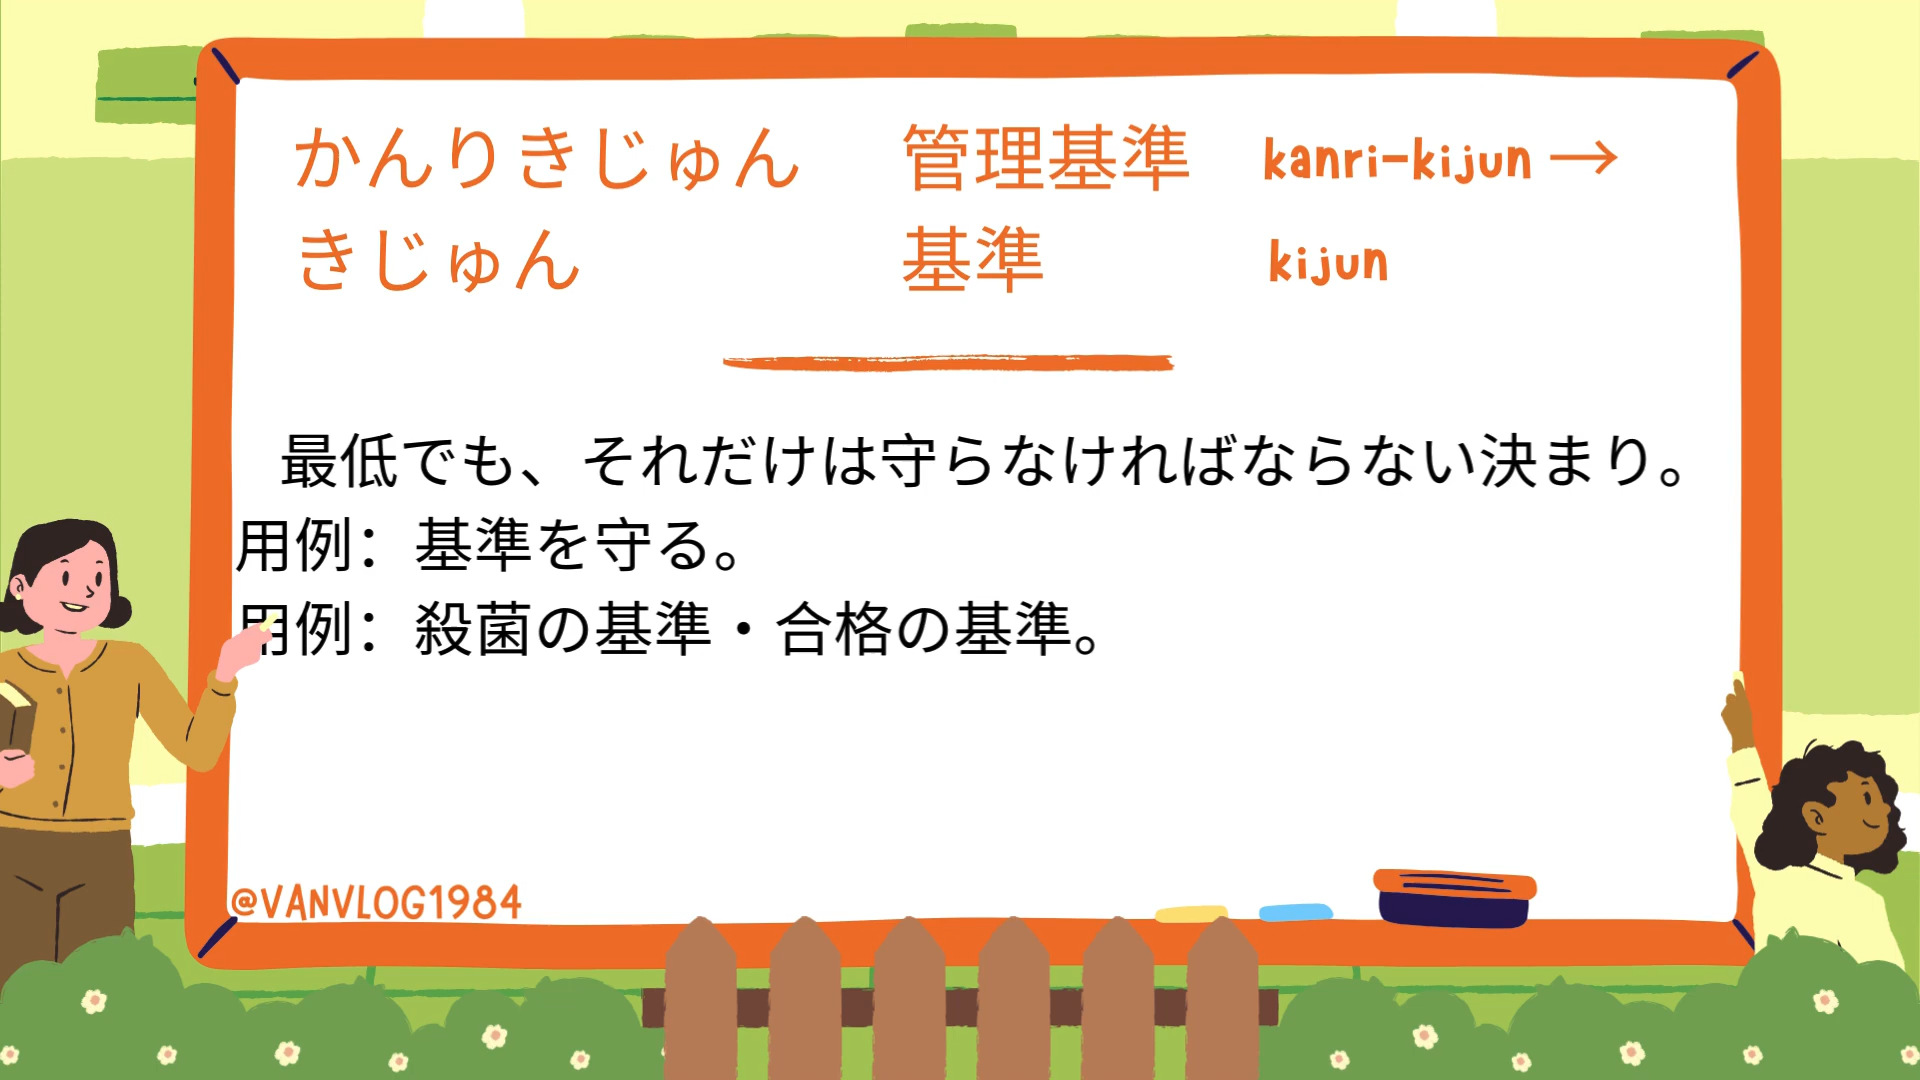 かんりきじゅん 管理基準 kanri-kijun →
きじゅん 基準 kijun
最低でも、それだけは守らなければならない決まり。
用例：基準を守る。
用例：殺菌の基準・合格の基準。
@VANVLOG1984